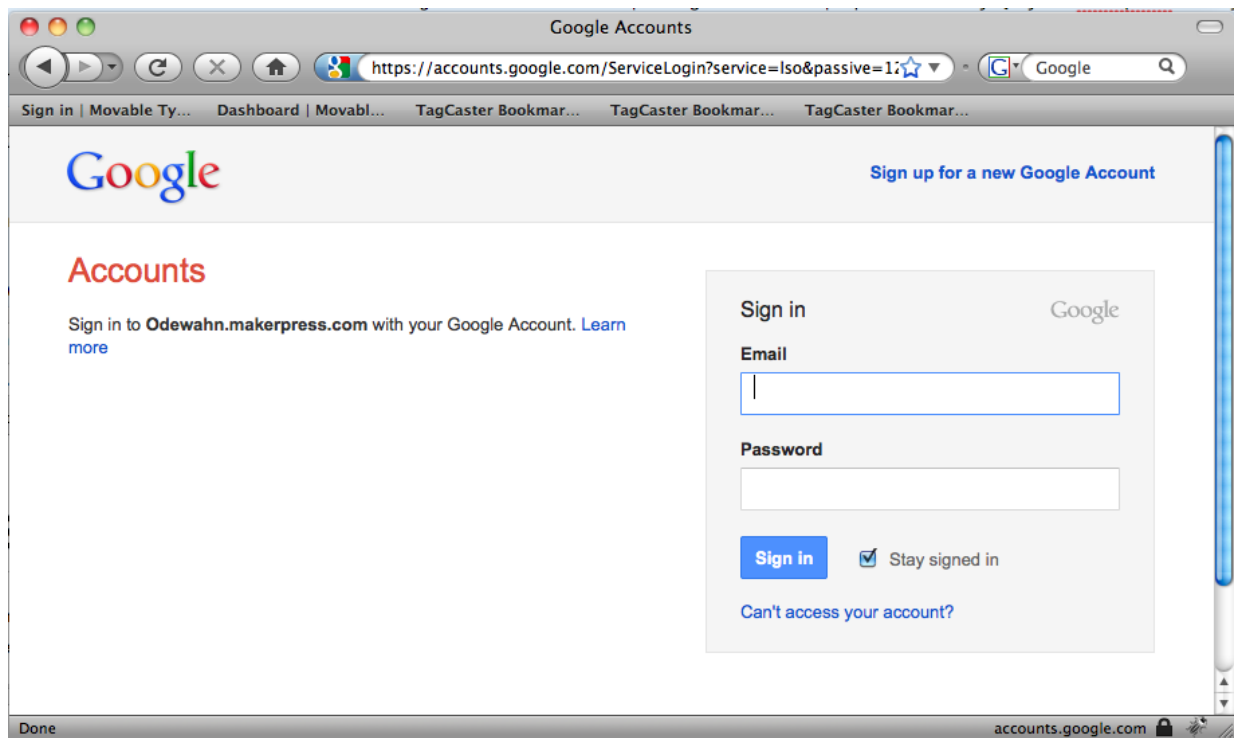 Google Accounts
https://accounts.google.com/ServiceLogin?service=lso&passive=12
Google
Sign in | Movable Ty... Dashboard | Movabl... TagCaster Bookmar... TagCaster Bookmar... TagCaster Bookmar...
Google
Sign up for a new Google Account
Accounts
Sign in to Odewahn.makerpress.com with your Google Account. Learn
more
Sign in Google
Email
Password
Sign in Stay signed in
Can't access your account?
Done accounts.google.com